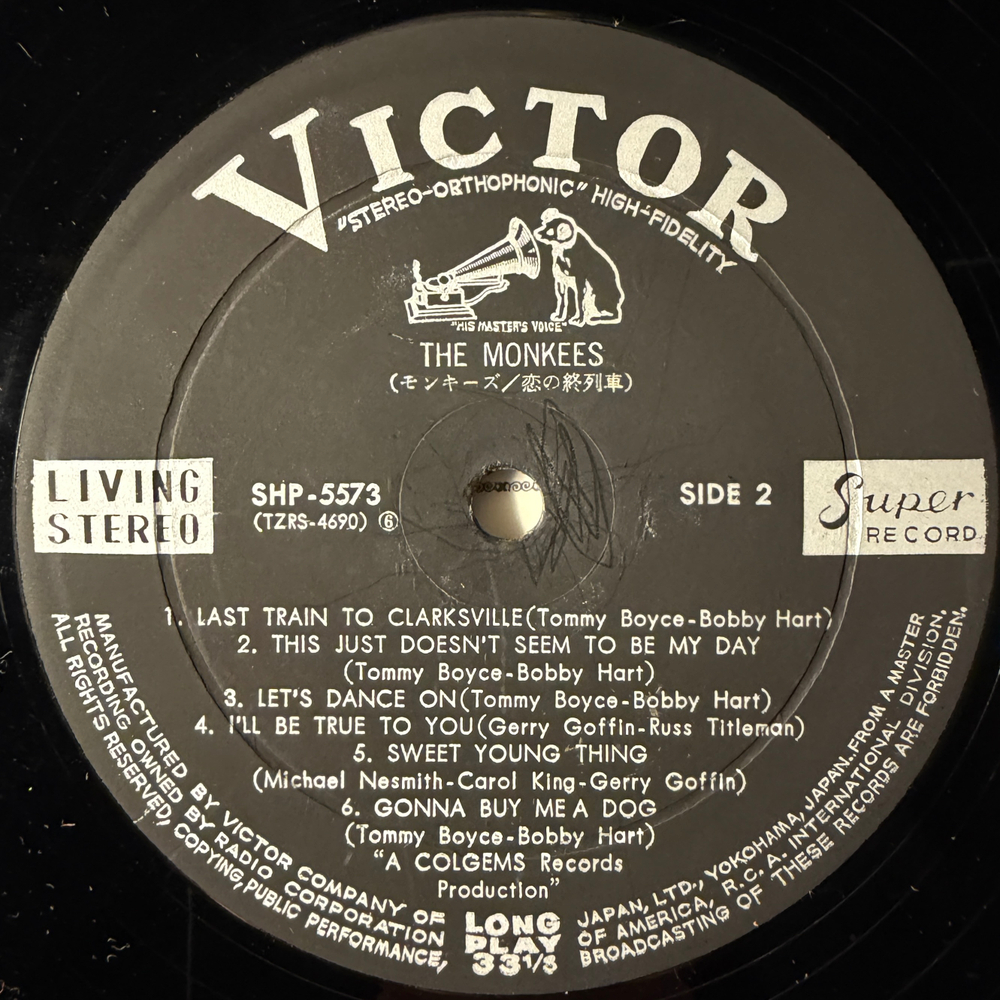 VICTOR
"STEREO-ORTHOPHONIC" HIGH-FIDELITY
"HIS MASTER'S VOICE"
THE MONKEES
(モンキーズ/恋の終列車)
LIVING
STEREO
SHP-5573
(TZRS-4690) ⑥
SIDE 2
Super
RECORD
1. LAST TRAIN TO CLARKSVILLE(Tommy Boyce-Bobby Hart)
2. THIS JUST DOESN'T SEEM TO BE MY DAY
(Tommy Boyce-Bobby Hart)
3. LET'S DANCE ON(Tommy Boyce-Bobby Hart)
4. I'LL BE TRUE TO YOU(Gerry Goffin-Russ Titleman)
5. SWEET YOUNG THING
(Michael Nesmith-Carol King-Gerry Goffin)
6. GONNA BUY ME A DOG
(Tommy Boyce-Bobby Hart)
"A COLGEMS Records
Production"
LONG
PLAY
33 1/3
MANUFACTURED BY VICTOR COMPANY OF JAPAN, LTD., YOKOHAMA, JAPAN..FROM A MASTER
RECORDING OWNED BY RADIO CORPORATION OF AMERICA, R.C.A. INTERNATIONAL DIVISION.
ALL RIGHTS RESERVED, COPYING, PUBLIC PERFORMANCE, BROADCASTING OF THESE RECORDS ARE FORBIDDEN.